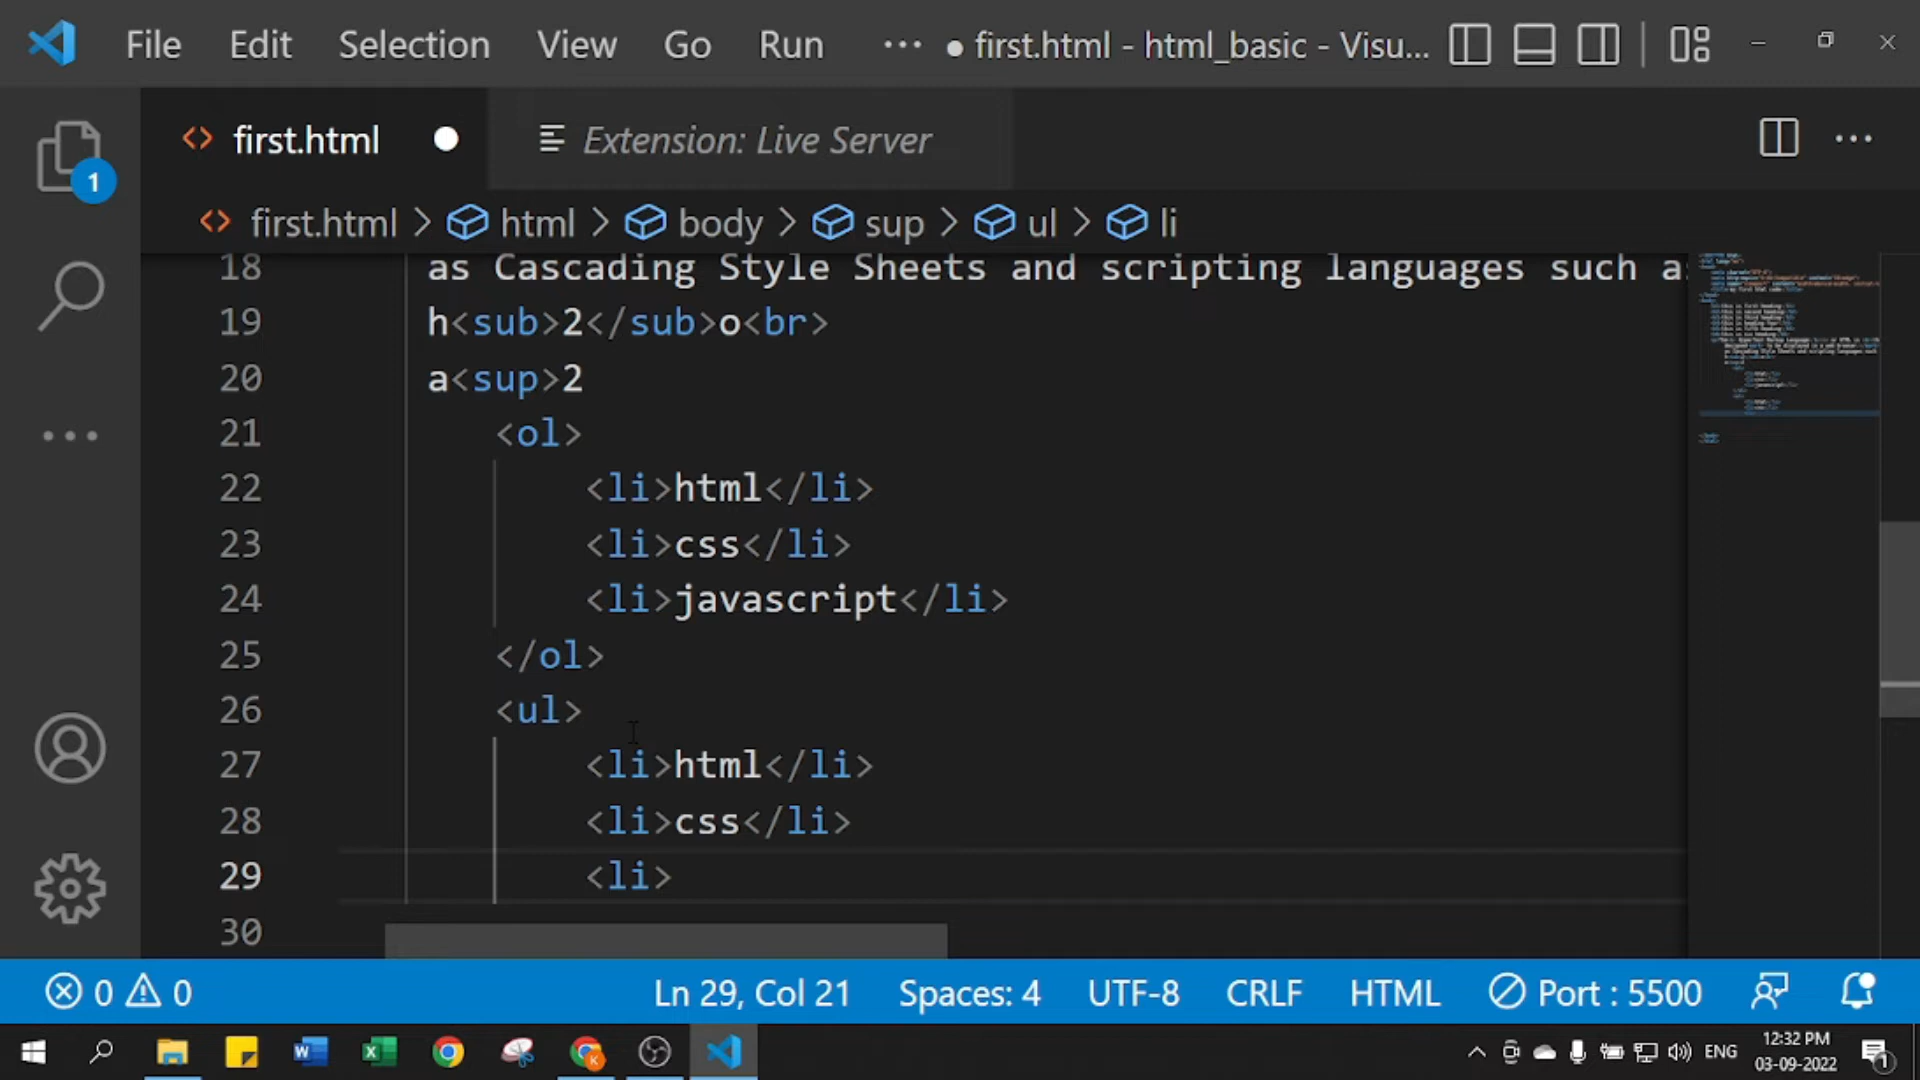 File Edit Selection View Go Run ··· ● first.html - html_basic - Visu...
first.html ● Extension: Live Server
1
first.html > html > body > sup > ul > li
18 as Cascading Style Sheets and scripting languages such as
19 h<sub>2</sub>o<br>
20 a<sup>2
21 <ol>
22 <li>html</li>
23 <li>css</li>
24 <li>javascript</li>
25 </ol>
26 <ul>
27 <li>html</li>
28 <li>css</li>
29 <li>
30
0 0 Ln 29, Col 21 Spaces: 4 UTF-8 CRLF HTML Port : 5500
ENG 12:32 PM
03-09-2022
1